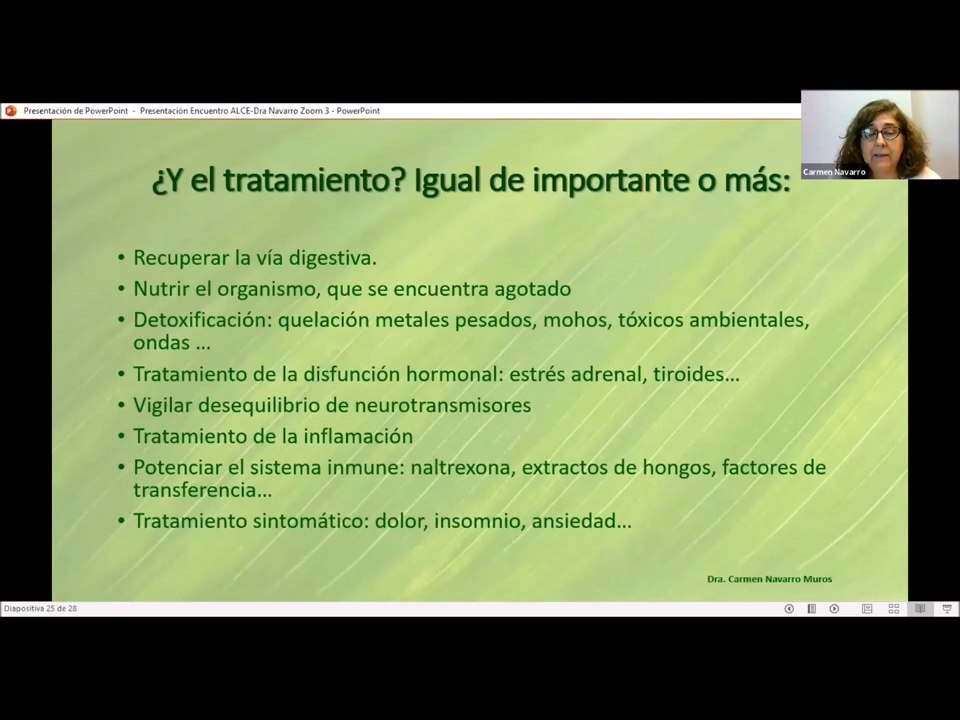 Presentación de PowerPoint - Presentación Encuentro ALCE-Dra Navarro Zoom 3 - PowerPoint
Carmen Navarro
¿Y el tratamiento? Igual de importante o más:
• Recuperar la vía digestiva.
• Nutrir el organismo, que se encuentra agotado
• Detoxificación: quelación metales pesados, mohos, tóxicos ambientales,
ondas ...
• Tratamiento de la disfunción hormonal: estrés adrenal, tiroides...
• Vigilar desequilibrio de neurotransmisores
• Tratamiento de la inflamación
• Potenciar el sistema inmune: naltrexona, extractos de hongos, factores de
transferencia...
• Tratamiento sintomático: dolor, insomnio, ansiedad...
Dra. Carmen Navarro Muros
Diapositiva 25 de 28